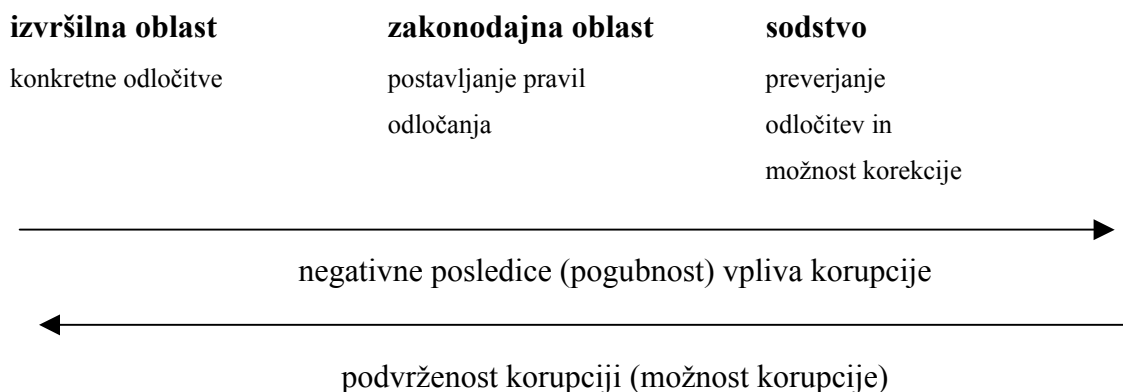 izvršilna oblast
konkretne odločitve
zakonodajna oblast
postavljanje pravil
odločanja
sodstvo
preverjanje
odločitev in
možnost korekcije
negativne posledice (pogubnost) vpliva korupcije
podvrženost korupciji (možnost korupcije)